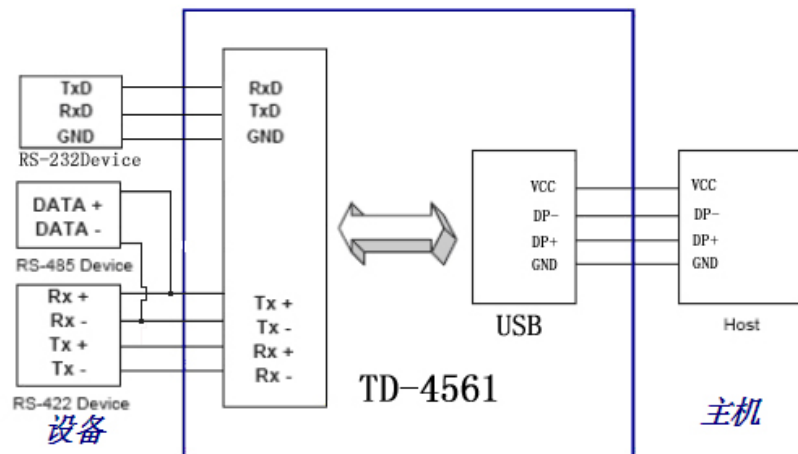 TxD
RxD
GND
RS-232Device
DATA +
DATA -
RS-485 Device
Rx +
Rx -
Tx +
Tx -
RS-422 Device
设备
RxD
TxD
GND
Tx +
Tx -
Rx +
Rx -
TD-4561
VCC
DP-
DP+
GND
USB
VCC
DP-
DP+
GND
Host
主机